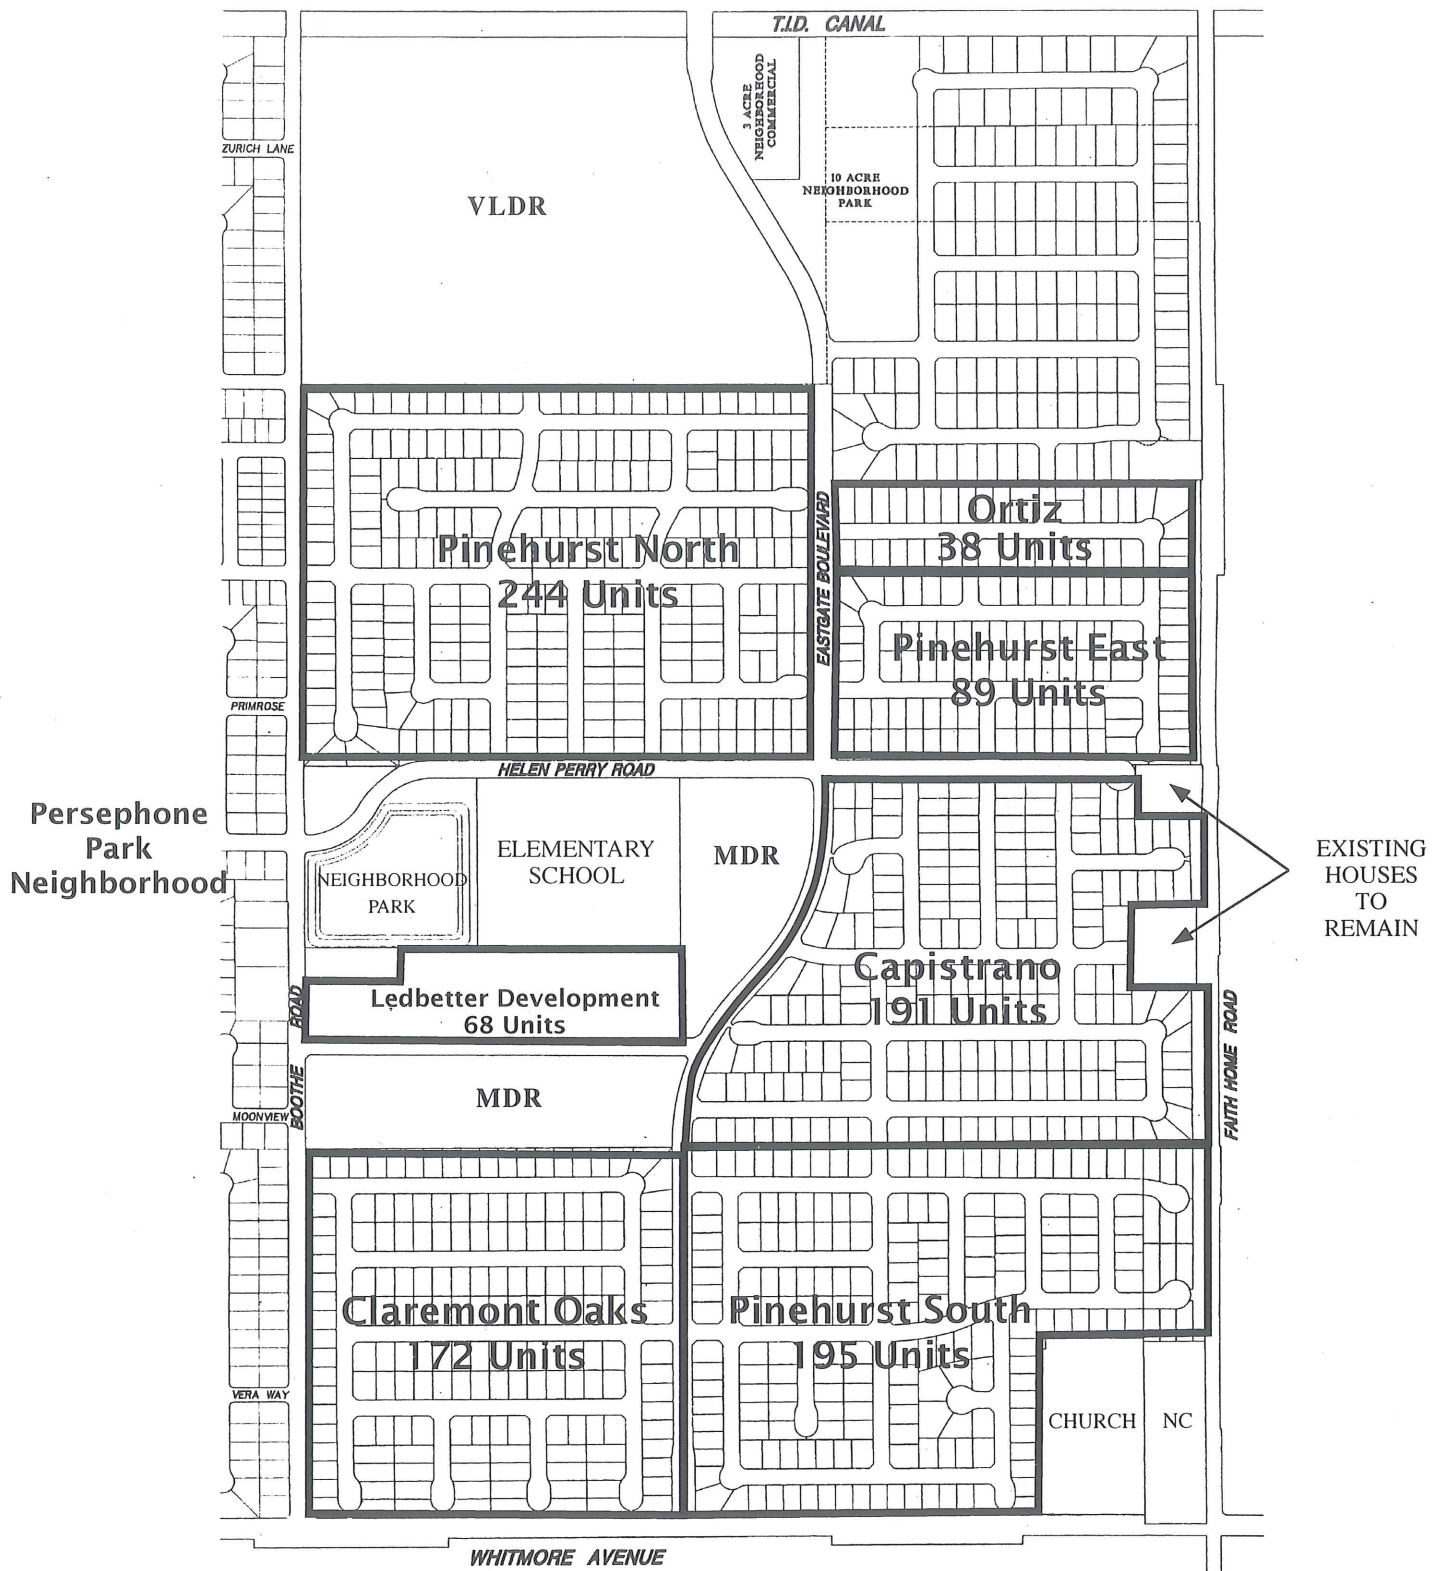 T.I.D. CANAL
3 ACRE
NEIGHBORHOOD
COMMERCIAL
ZURICH LANE
VLDR
10 ACRE
NEIGHBORHOOD
PARK
Ortiz
38 Units
EASTGATE BOULEVARD
Pinehurst North
244 Units
Pinehurst East
89 Units
PRIMROSE
HELEN PERRY ROAD
Persephone
Park
Neighborhood
ELEMENTARY
SCHOOL
MDR
NEIGHBORHOOD
PARK
EXISTING
HOUSES
TO
REMAIN
Capistrano
191 Units
Ledbetter Development
68 Units
BOOTHE ROAD
FAITH HOME ROAD
MDR
MOONVIEW
Claremont Oaks
172 Units
Pinehurst South
195 Units
VERA WAY
CHURCH
NC
WHITMORE AVENUE